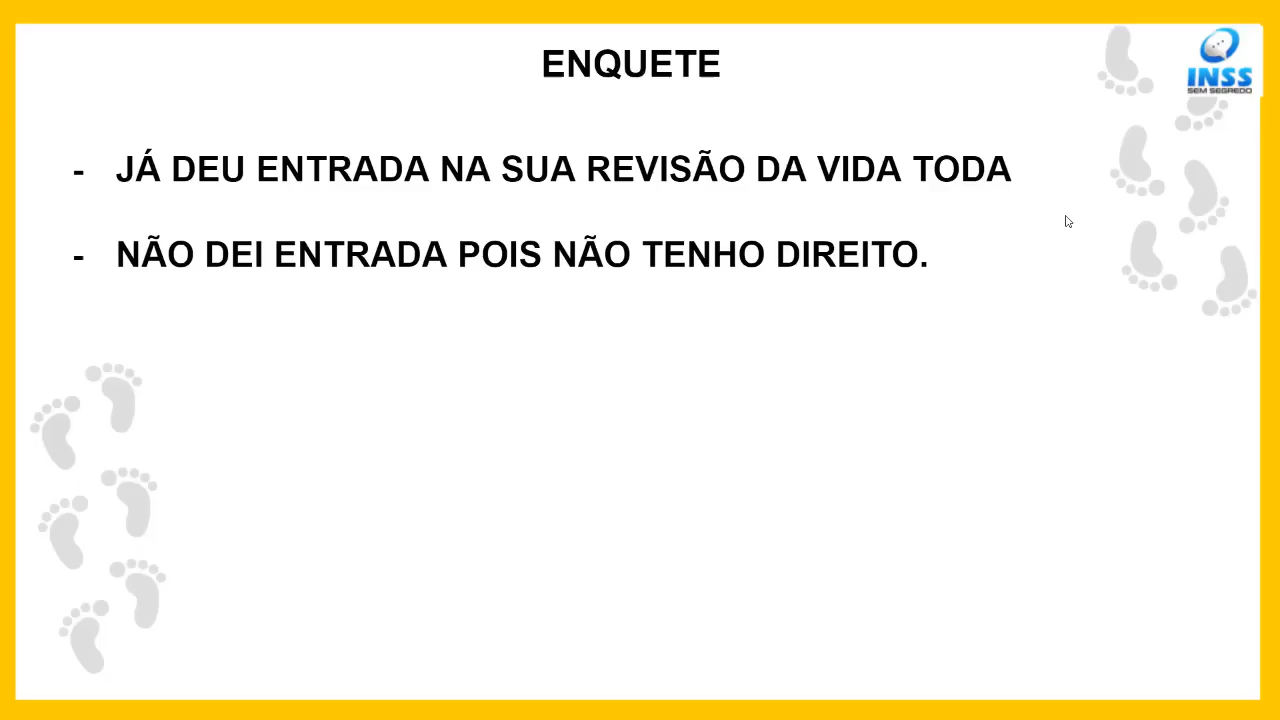 ENQUETE
INSS
SEM SEGREDO
- JÁ DEU ENTRADA NA SUA REVISÃO DA VIDA TODA
- NÃO DEI ENTRADA POIS NÃO TENHO DIREITO.